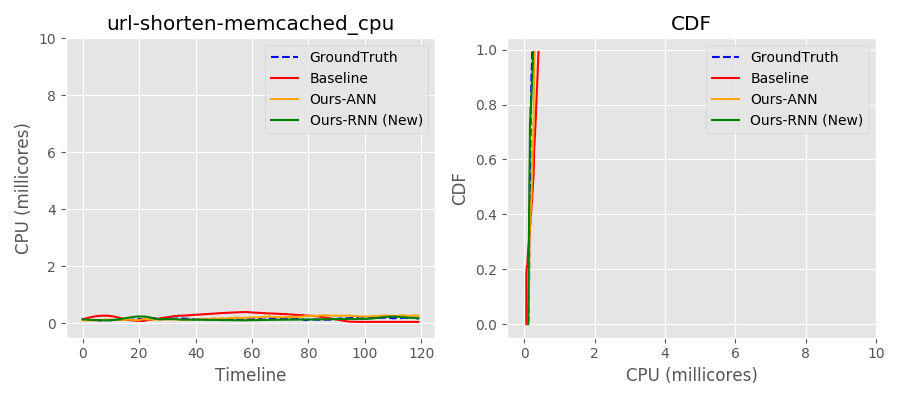 url-shorten-memcached_cpu
CPU (millicores)
10
8
6
4
2
0
GroundTruth
Baseline
Ours-ANN
Ours-RNN (New)
0 20 40 60 80 100 120
Timeline
CDF
CDF
1.0
0.8
0.6
0.4
0.2
0.0
GroundTruth
Baseline
Ours-ANN
Ours-RNN (New)
0 2 4 6 8 10
CPU (millicores)